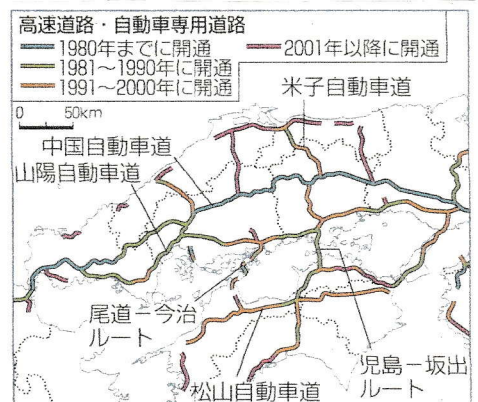 高速道路・自動車専用道路
1980年までに開通
2001年以降に開通
1981〜1990年に開通
1991〜2000年に開通
0 50km
米子自動車道
中国自動車道
山陽自動車道
尾道－今治
ルート
松山自動車道
児島－坂出
ルート